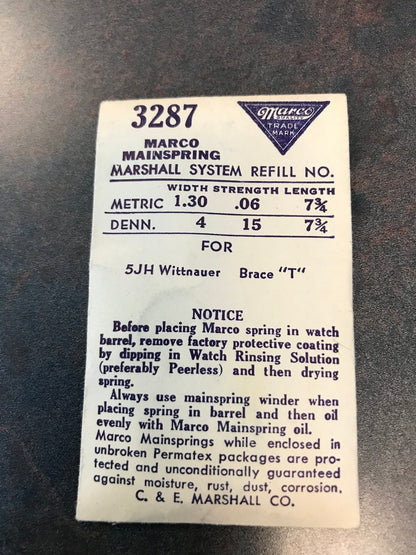 3287
Marco
QUALITY
TRADE
MARK
MARCO
MAINSPRING
MARSHALL SYSTEM REFILL NO.
WIDTH STRENGTH LENGTH
METRIC 1.30 .06 7¾
DENN. 4 15 7¾
FOR
5JH Wittnauer Brace "T"
NOTICE
Before placing Marco spring in watch
barrel, remove factory protective coating
by dipping in Watch Rinsing Solution
(preferably Peerless) and then drying
spring.
Always use mainspring winder when
placing spring in barrel and then oil
evenly with Marco Mainspring oil.
Marco Mainsprings while enclosed in
unbroken Permatex packages are pro-
tected and unconditionally guaranteed
against moisture, rust, dust, corrosion.
C. & E. MARSHALL CO.